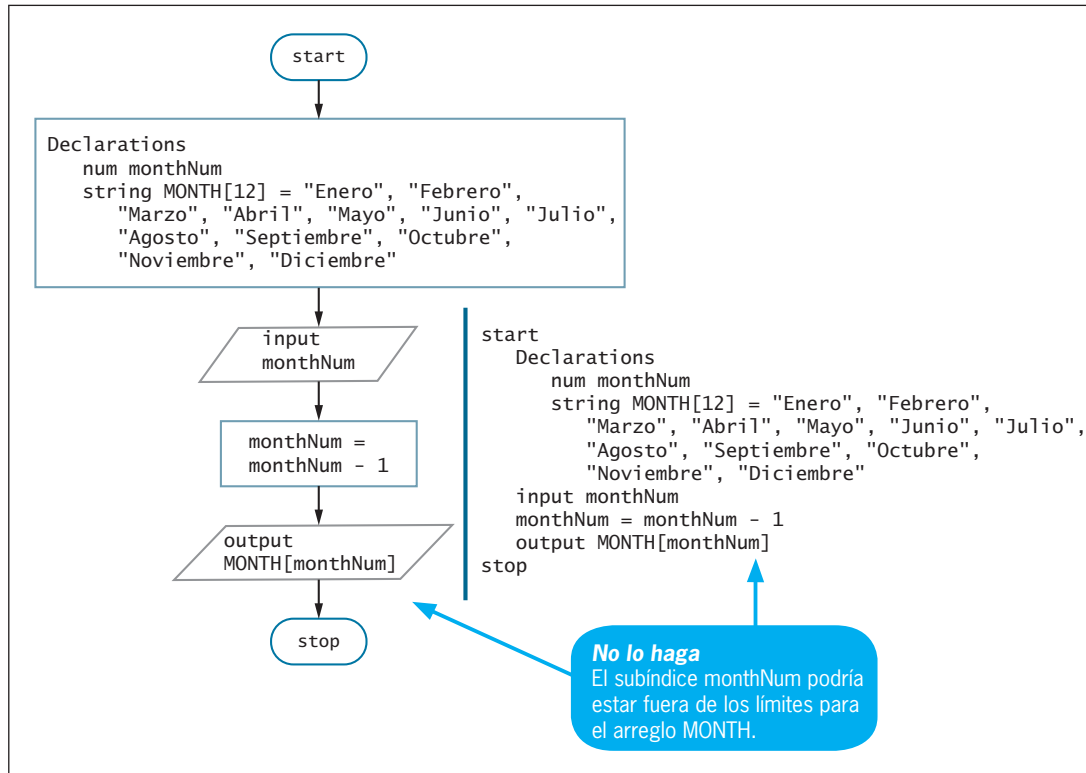 start
Declarations
num monthNum
string MONTH[12] = "Enero", "Febrero",
"Marzo", "Abril", "Mayo", "Junio", "Julio",
"Agosto", "Septiembre", "Octubre",
"Noviembre", "Diciembre"
input
monthNum
monthNum =
monthNum - 1
output
MONTH[monthNum]
stop
start
Declarations
num monthNum
string MONTH[12] = "Enero", "Febrero",
"Marzo", "Abril", "Mayo", "Junio", "Julio",
"Agosto", "Septiembre", "Octubre",
"Noviembre", "Diciembre"
input monthNum
monthNum = monthNum - 1
output MONTH[monthNum]
stop
No lo haga
El subíndice monthNum podría
estar fuera de los límites para
el arreglo MONTH.